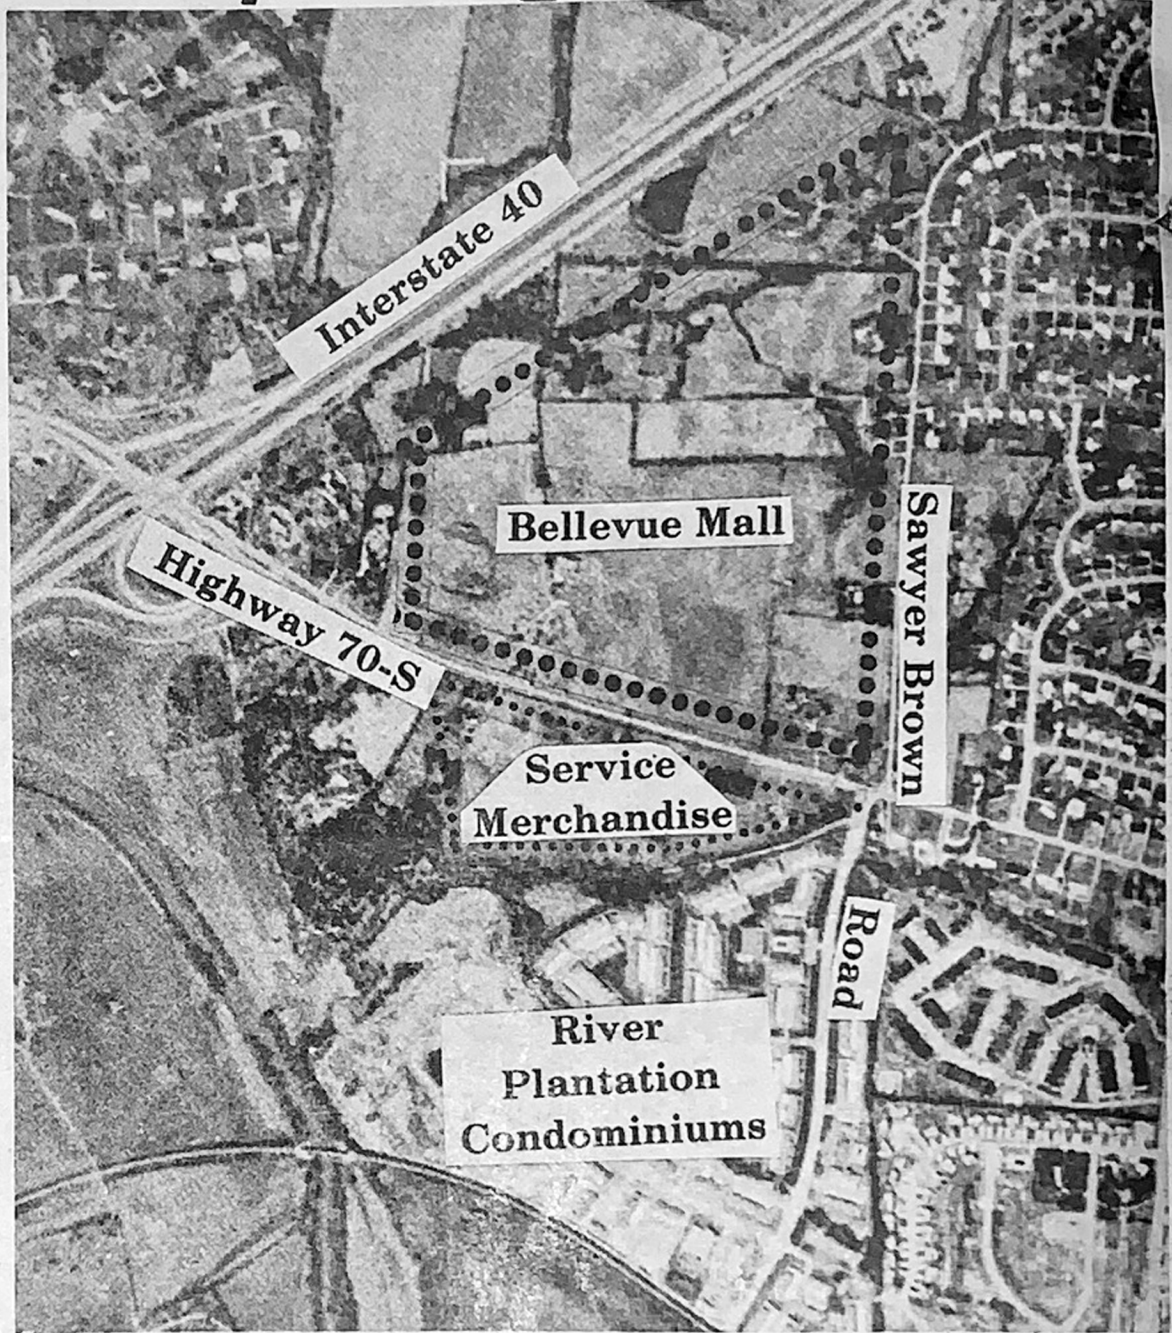 Interstate 40
Bellevue Mall
Highway 70-S
Sawyer Brown
Service
Merchandise
Road
River
Plantation
Condominiums